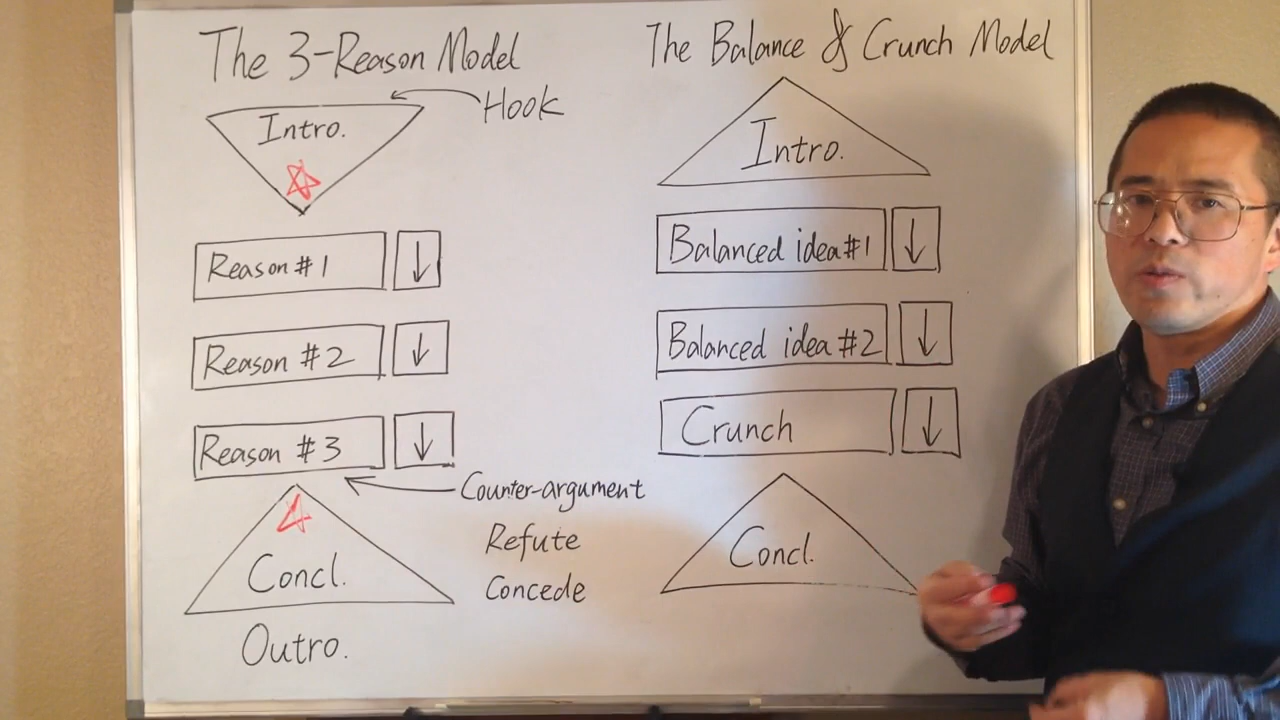 The 3-Reason Model
Hook
Intro.
Reason #1
Reason #2
Reason #3
Counter-argument
Refute
Concede
Concl.
Outro.
The Balance & Crunch Model
Intro.
Balanced idea #1
Balanced idea #2
Crunch
Concl.